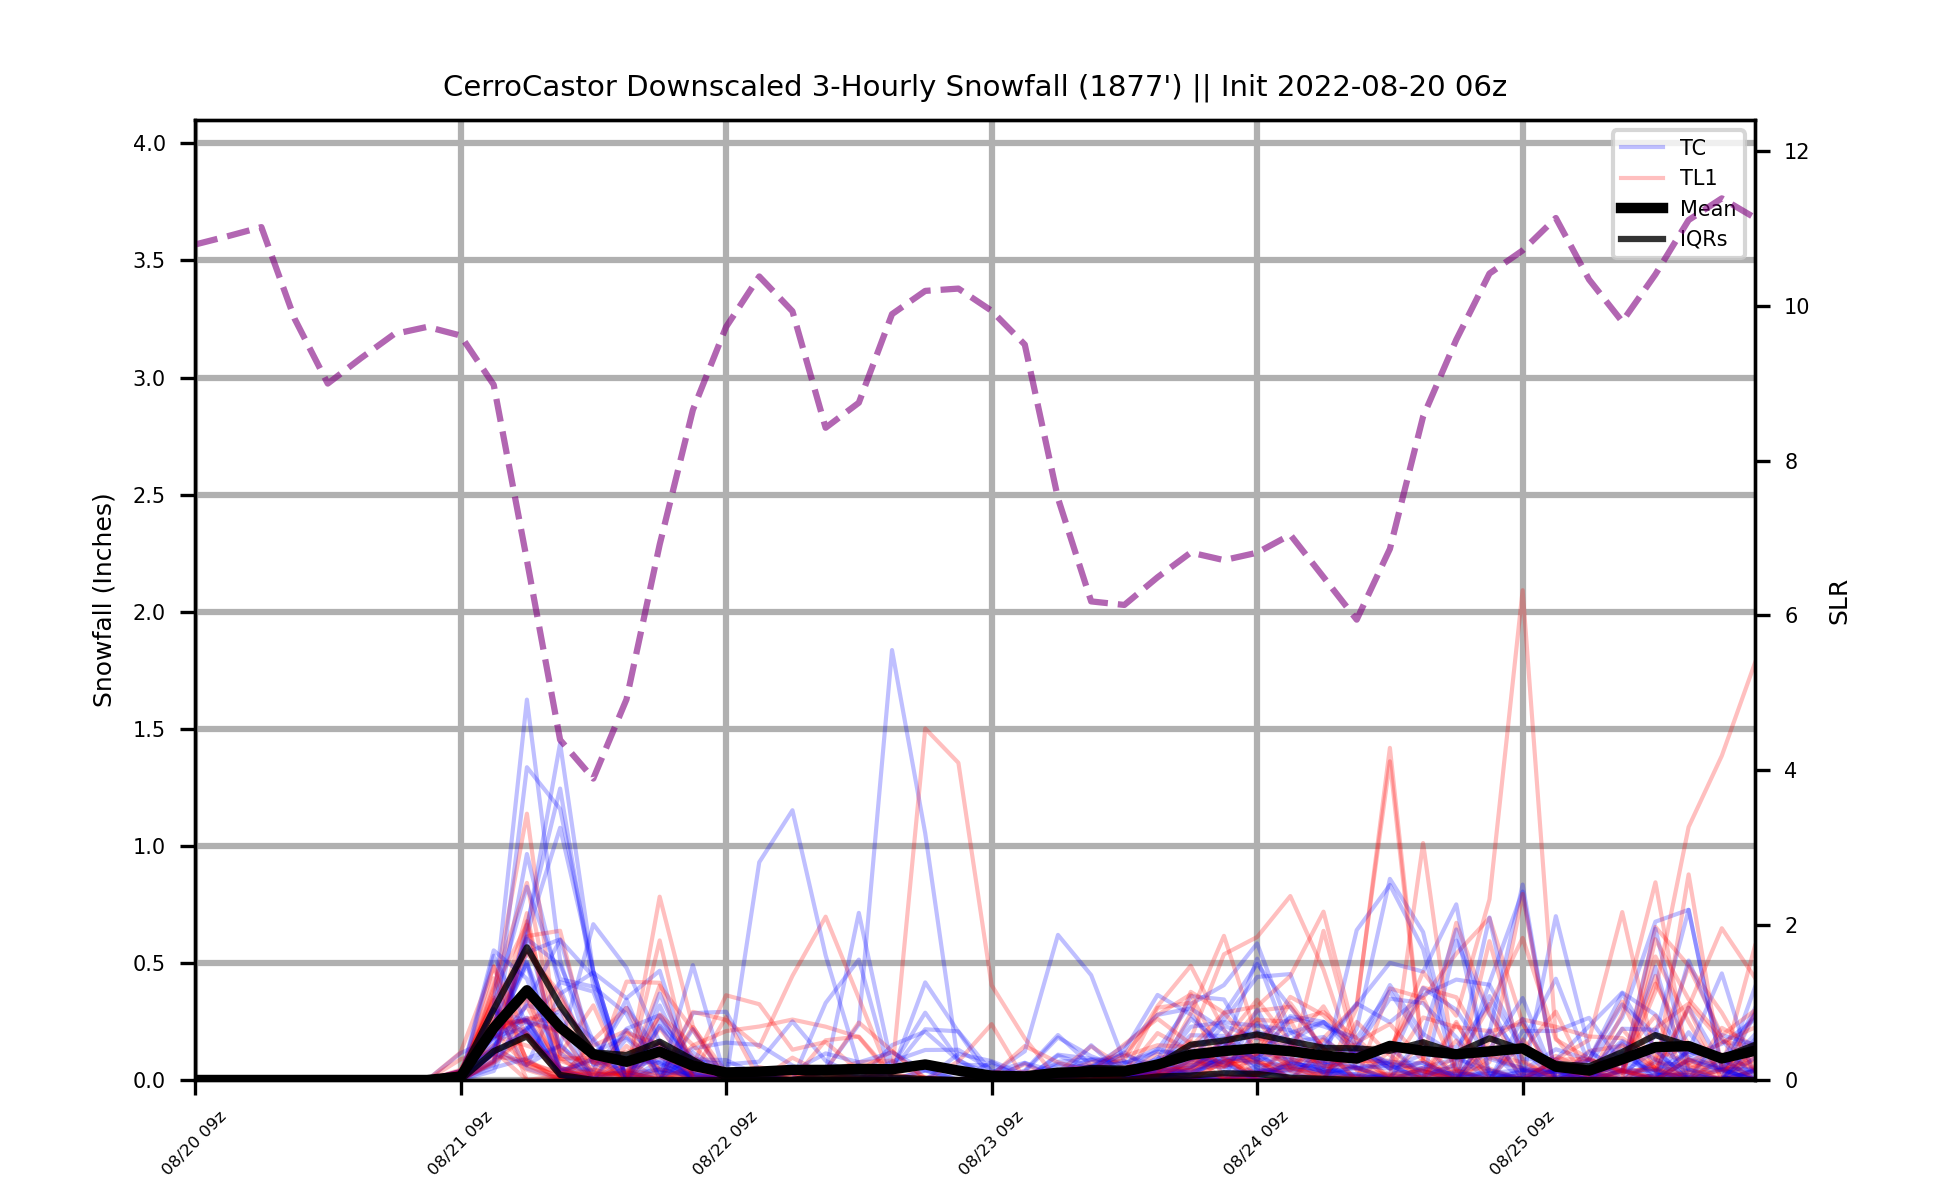 CerroCastor Downscaled 3-Hourly Snowfall (1877') || Init 2022-08-20 06z
TC
TL1
Mean
IQRs
Snowfall (Inches)
4.0
3.5
3.0
2.5
2.0
1.5
1.0
0.5
0.0
12
10
8
6
4
2
0
SLR
08/20 09z
08/21 09z
08/22 09z
08/23 09z
08/24 09z
08/25 09z